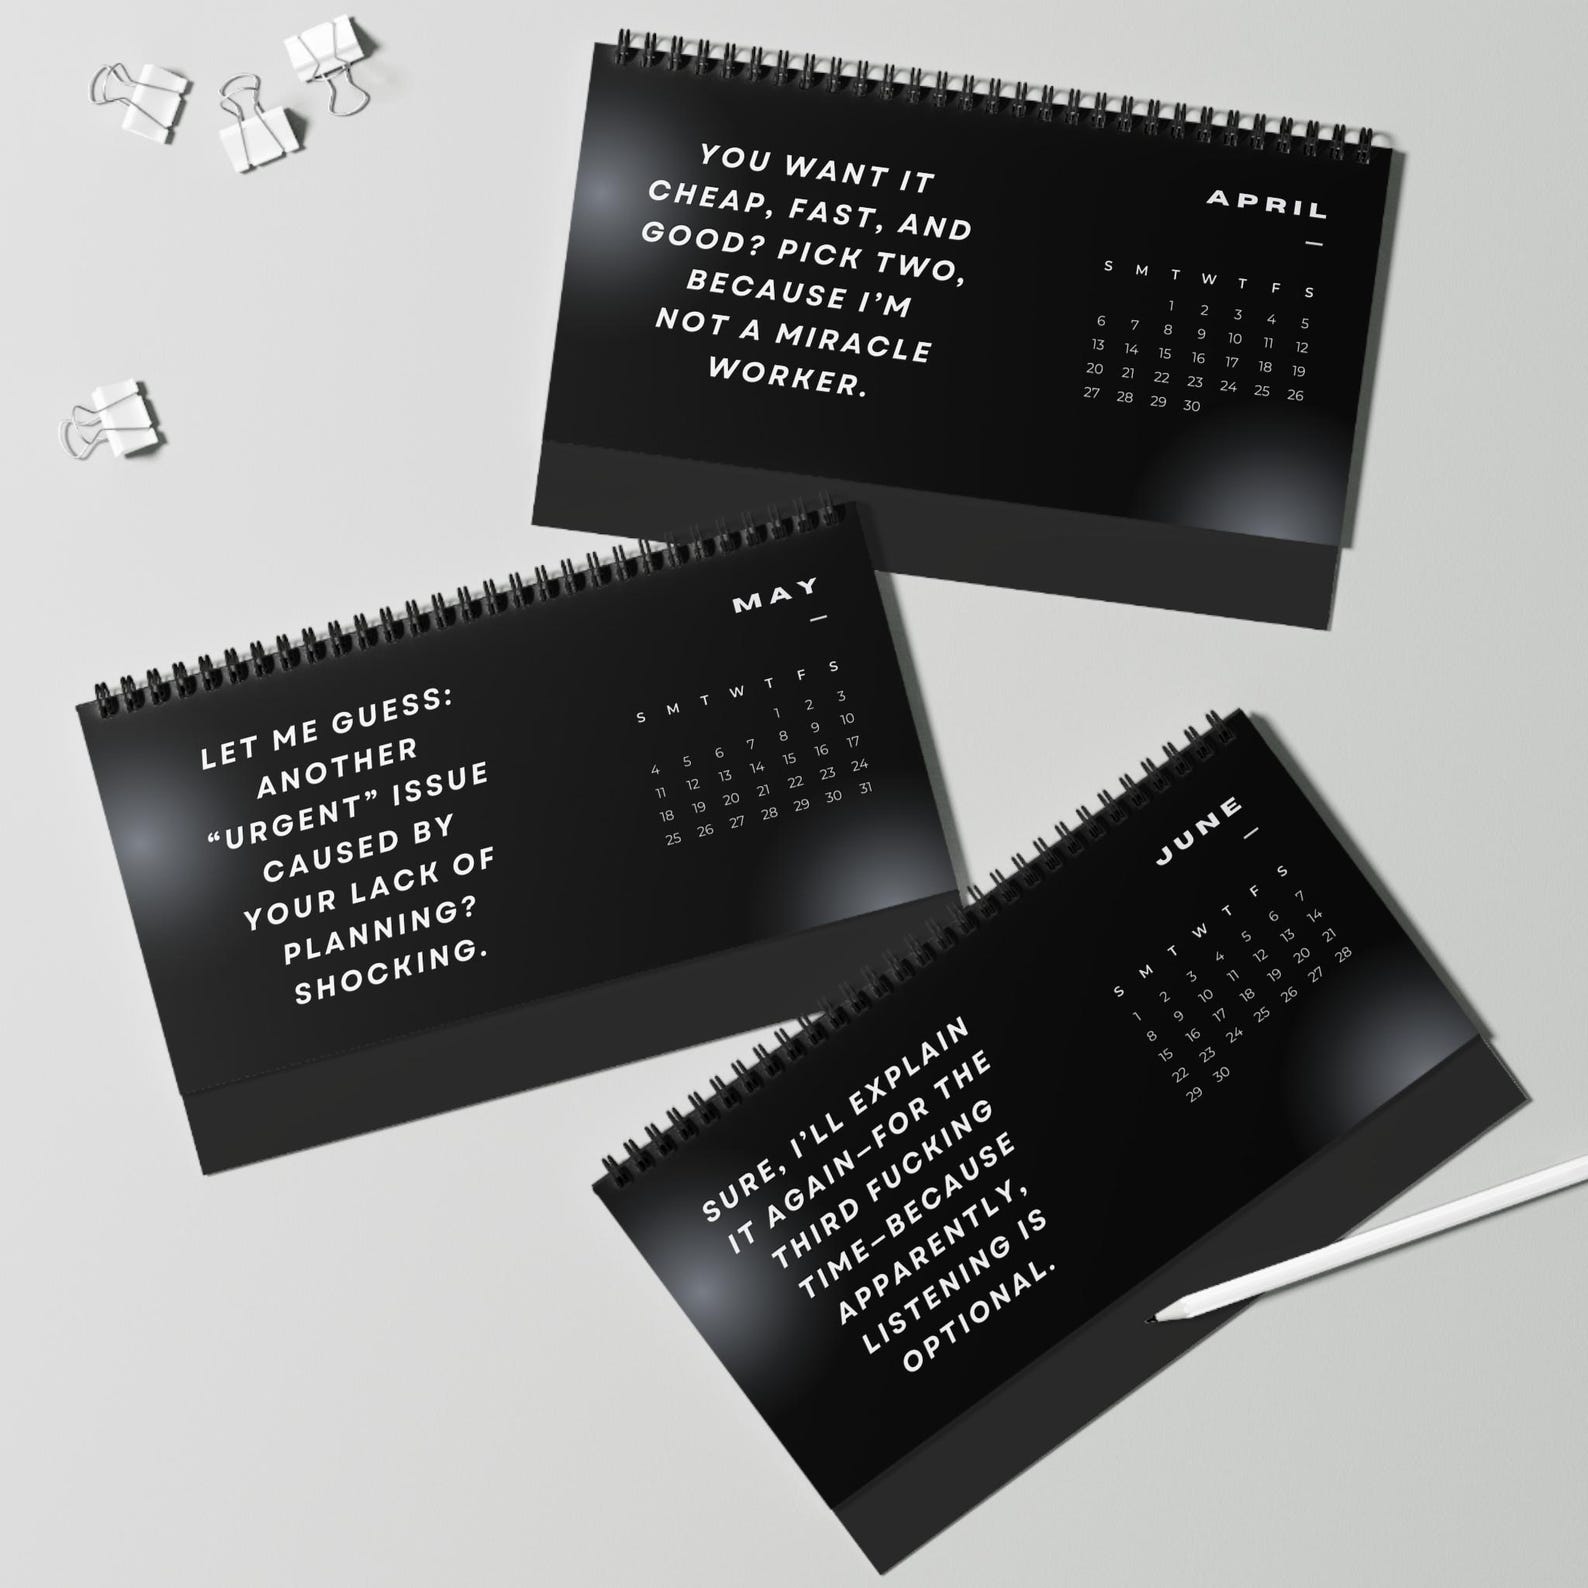 YOU WANT IT
CHEAP, FAST, AND
GOOD? PICK TWO,
BECAUSE I’M
NOT A MIRACLE
WORKER.
APRIL
—
S M T W T F S
1 2 3 4 5
6 7 8 9 10 11 12
13 14 15 16 17 18 19
20 21 22 23 24 25 26
27 28 29 30
LET ME GUESS:
ANOTHER
“URGENT” ISSUE
CAUSED BY
YOUR LACK OF
PLANNING?
SHOCKING.
MAY
—
S M T W T F S
1 2 3
4 5 6 7 8 9 10
11 12 13 14 15 16 17
18 19 20 21 22 23 24
25 26 27 28 29 30 31
SURE, I’LL EXPLAIN
IT AGAIN—FOR THE
THIRD FUCKING
TIME—BECAUSE
APPARENTLY,
LISTENING IS
OPTIONAL.
JUNE
—
S M T W T F S
1 2 3 4 5 6 7
8 9 10 11 12 13 14
15 16 17 18 19 20 21
22 23 24 25 26 27 28
29 30